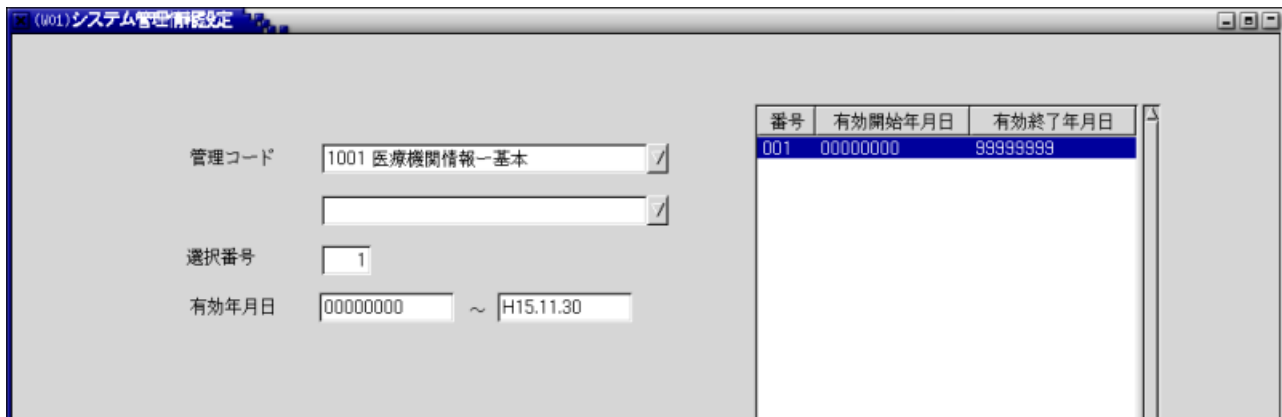 (W01)システム管理情報設定
管理コード 1001 医療機関情報ー基本
選択番号 1
有効年月日 00000000 ～ H15.11.30
番号 有効開始年月日 有効終了年月日
001 00000000 99999999